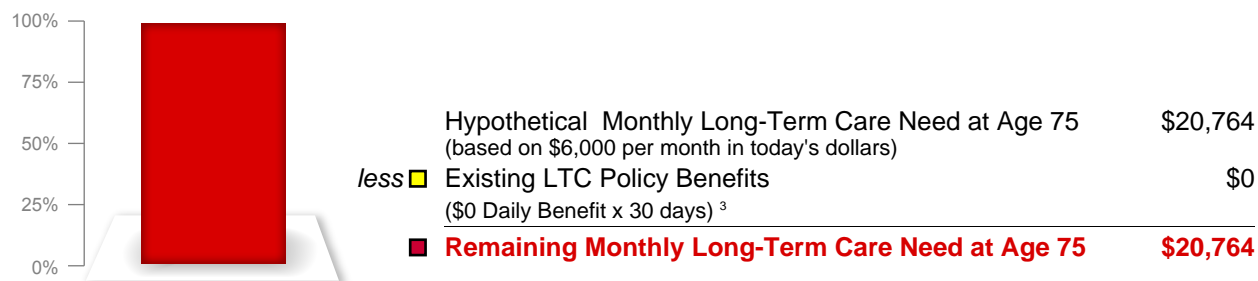 100%
75%
50%
25%
0%
Hypothetical Monthly Long-Term Care Need at Age 75 $20,764
(based on $6,000 per month in today's dollars)
less Existing LTC Policy Benefits $0
($0 Daily Benefit x 30 days) 3
Remaining Monthly Long-Term Care Need at Age 75 $20,764